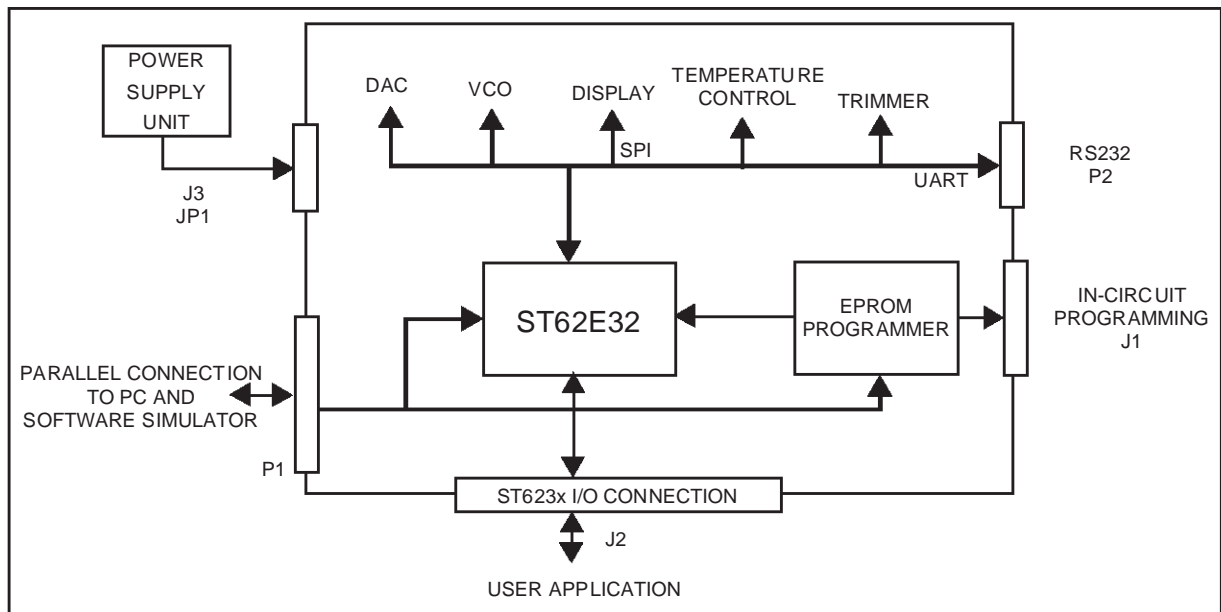 POWER
SUPPLY
UNIT
J3
JP1
DAC
VCO
DISPLAY
TEMPERATURE
CONTROL
TRIMMER
SPI
UART
RS232
P2
ST62E32
EPROM
PROGRAMMER
IN-CIRCUIT
PROGRAMMING
J1
PARALLEL CONNECTION
TO PC AND
SOFTWARE SIMULATOR
P1
ST623x I/O CONNECTION
J2
USER APPLICATION